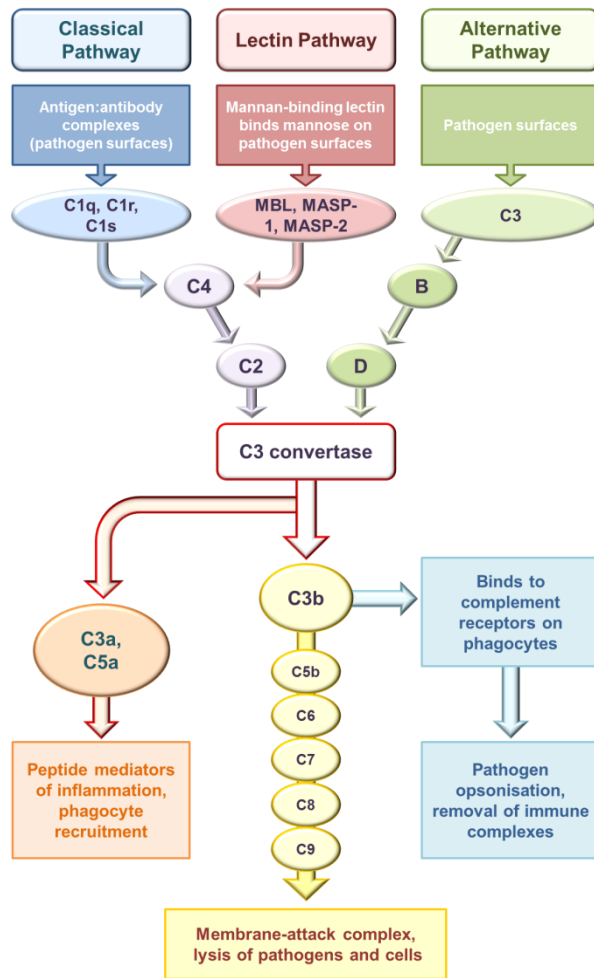 Classical
Pathway
Lectin Pathway
Alternative
Pathway
Antigen:antibody
complexes
(pathogen surfaces)
Mannan-binding lectin
binds mannose on
pathogen surfaces
Pathogen surfaces
C1q, C1r,
C1s
MBL, MASP-
1, MASP-2
C3
C4
B
C2
D
C3 convertase
C3a,
C5a
C3b
Binds to
complement
receptors on
phagocytes
C5b
C6
C7
C8
C9
Peptide mediators
of inflammation,
phagocyte
recruitment
Pathogen
opsonisation,
removal of immune
complexes
Membrane-attack complex,
lysis of pathogens and cells